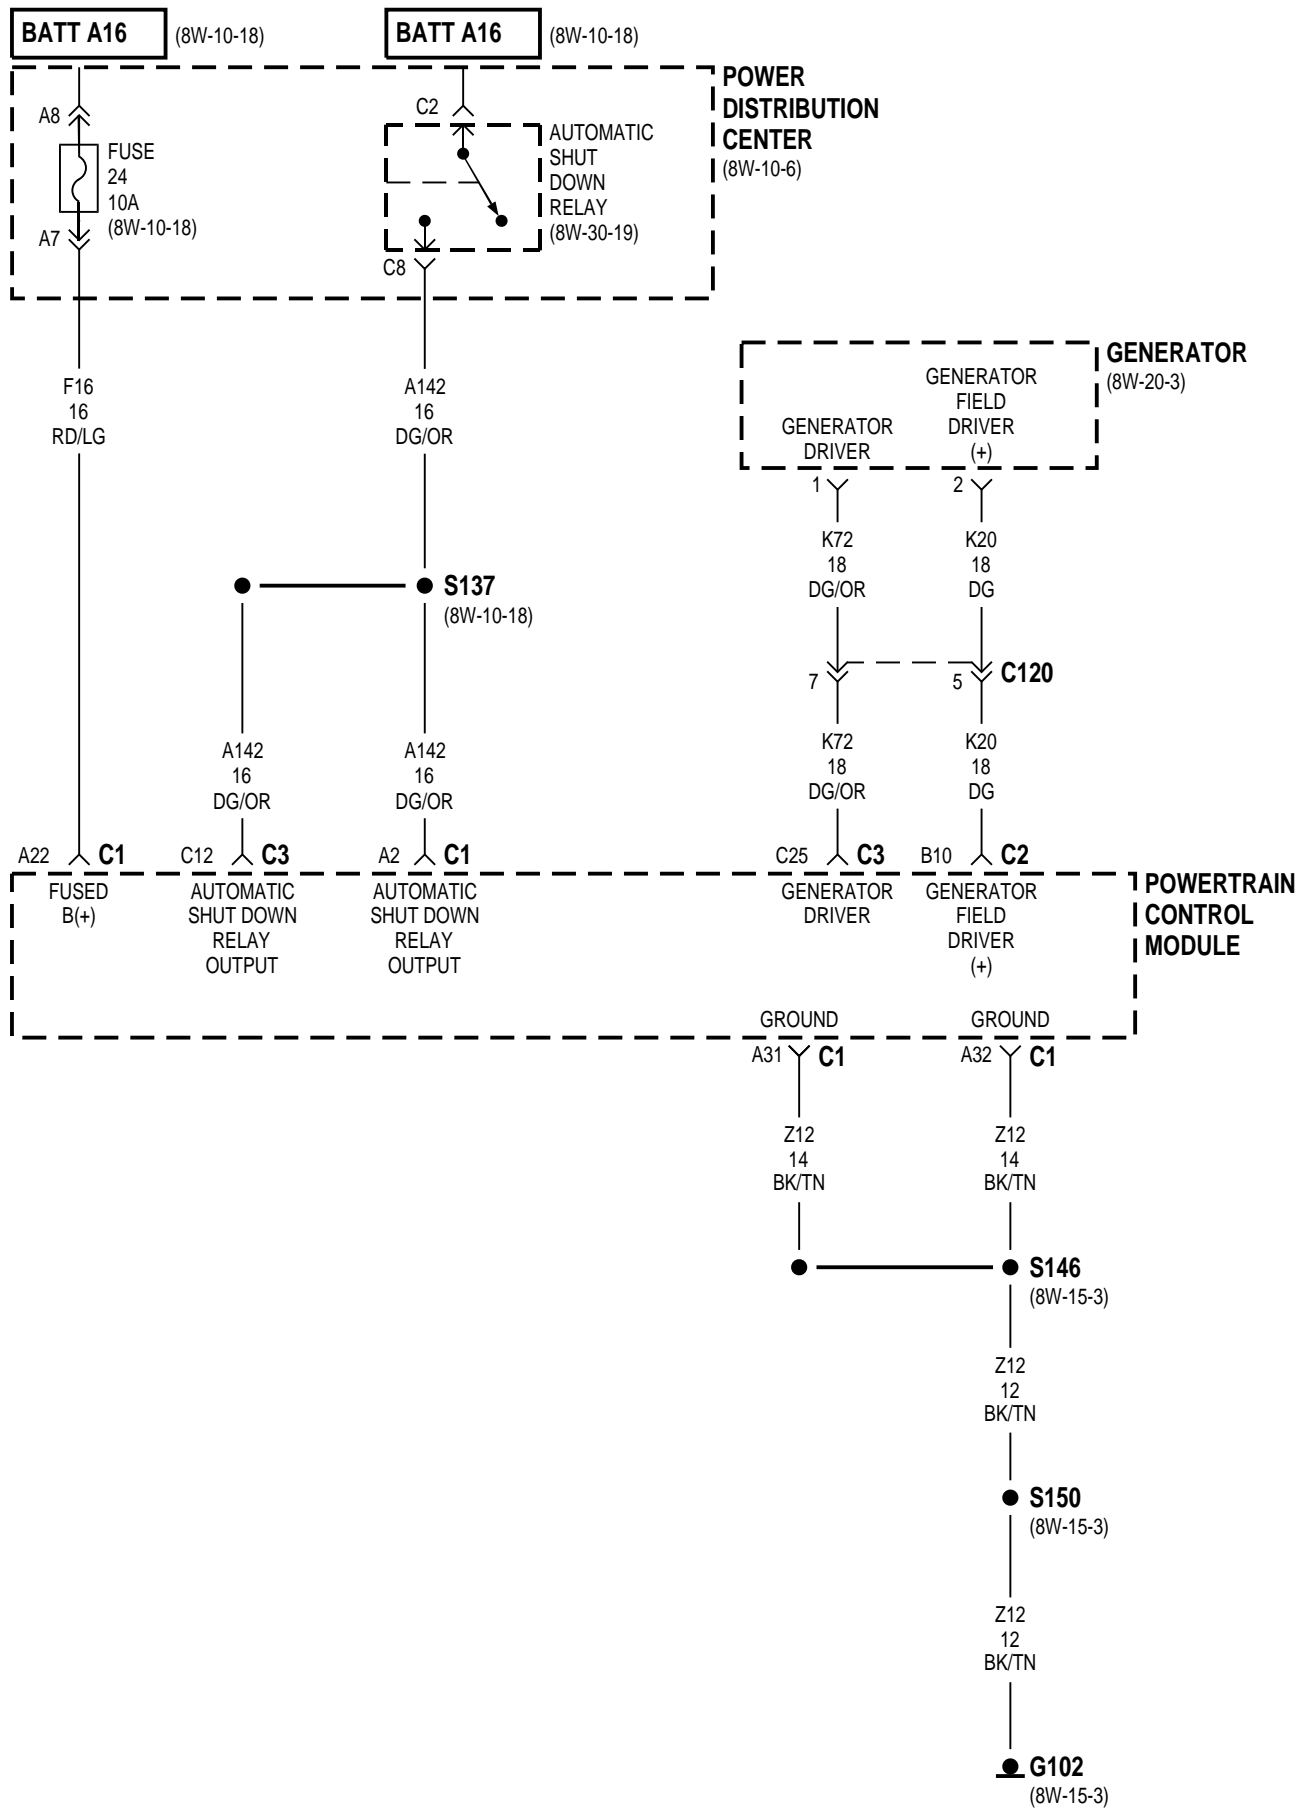 BATT A16 (8W-10-18)
BATT A16 (8W-10-18)
POWER
DISTRIBUTION
CENTER
(8W-10-6)
A8
FUSE
24
10A
(8W-10-18)
A7
C2
AUTOMATIC
SHUT
DOWN
RELAY
(8W-30-19)
C8
F16
16
RD/LG
A142
16
DG/OR
GENERATOR
(8W-20-3)
GENERATOR
DRIVER
GENERATOR
FIELD
DRIVER
(+)
1
2
K72
18
DG/OR
K20
18
DG
S137
(8W-10-18)
7
5
C120
A142
16
DG/OR
A142
16
DG/OR
K72
18
DG/OR
K20
18
DG
A22 C1
C12 C3
A2 C1
C25 C3
B10 C2
POWERTRAIN
CONTROL
MODULE
FUSED
B(+)
AUTOMATIC
SHUT DOWN
RELAY
OUTPUT
AUTOMATIC
SHUT DOWN
RELAY
OUTPUT
GENERATOR
DRIVER
GENERATOR
FIELD
DRIVER
(+)
GROUND
GROUND
A31 C1
A32 C1
Z12
14
BK/TN
Z12
14
BK/TN
S146
(8W-15-3)
Z12
12
BK/TN
S150
(8W-15-3)
Z12
12
BK/TN
G102
(8W-15-3)